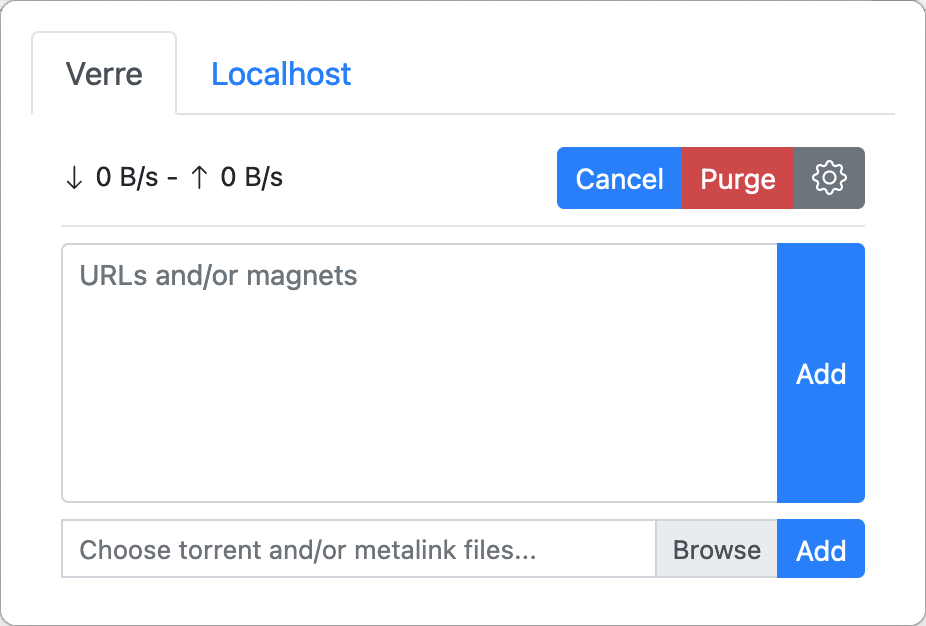 Verre Localhost
↓ 0 B/s - ↑ 0 B/s Cancel Purge
URLs and/or magnets
Add
Choose torrent and/or metalink files... Browse Add